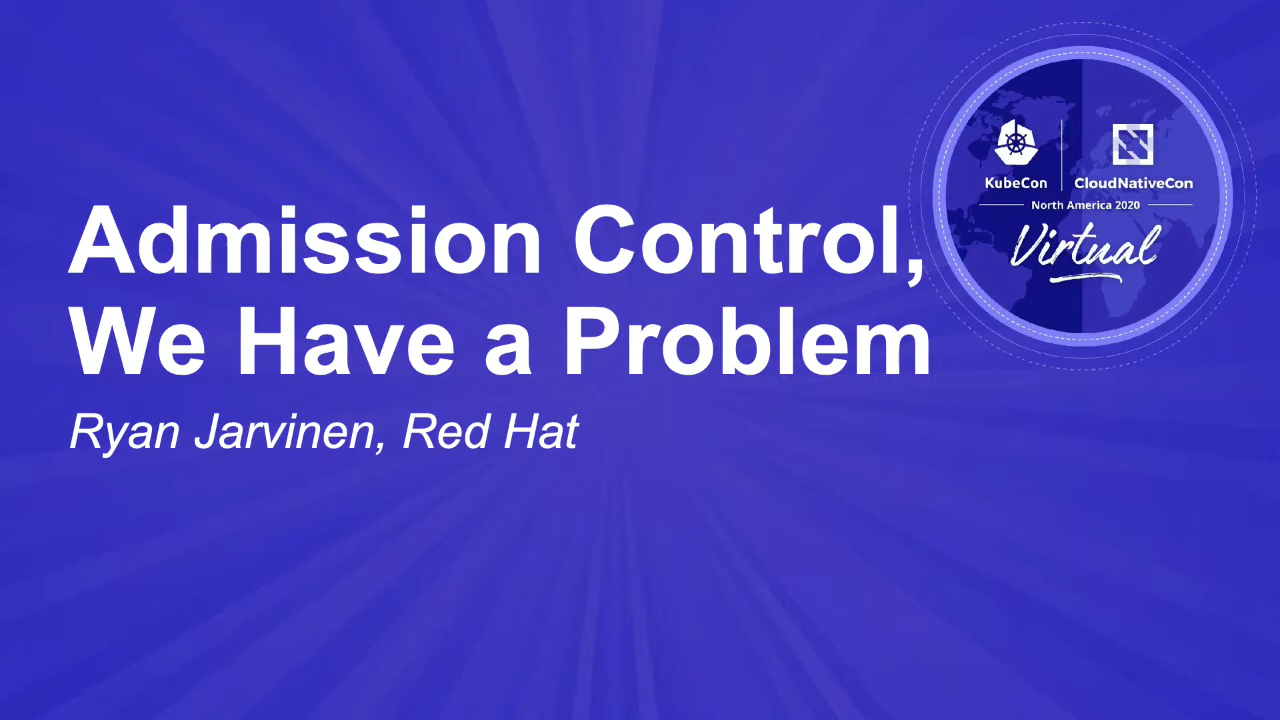 Admission Control,
We Have a Problem
Ryan Jarvinen, Red Hat
KubeCon
CloudNativeCon
North America 2020
Virtual